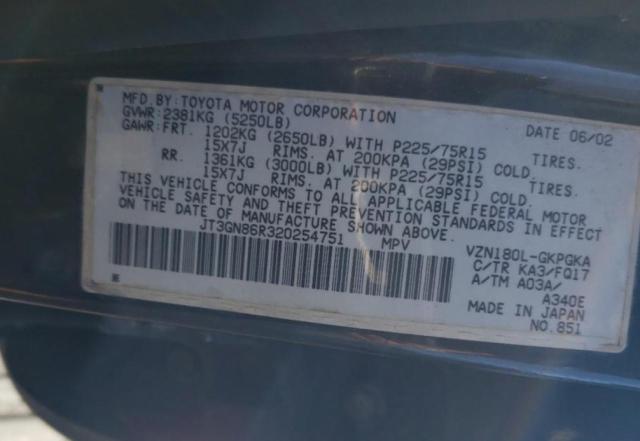 MFD.BY:TOYOTA MOTOR CORPORATION DATE 06/02
GVWR:2381KG (5250LB)
GAWR:FRT. 1202KG (2650LB) WITH P225/75R15 TIRES.
15X7J RIMS. AT 200KPA (29PSI) COLD.
RR. 1361KG (3000LB) WITH P225/75R15 TIRES.
15X7J RIMS. AT 200KPA (29PSI) COLD.
THIS VEHICLE CONFORMS TO ALL APPLICABLE FEDERAL MOTOR
VEHICLE SAFETY AND THEFT PREVENTION STANDARDS IN EFFECT
ON THE DATE OF MANUFACTURE SHOWN ABOVE.
JT3GN86R320254751 MPV
VZN180L-GKPGKA
C/TR KA3/FQ17
A/TM A03A/
A340E
MADE IN JAPAN
NO.851